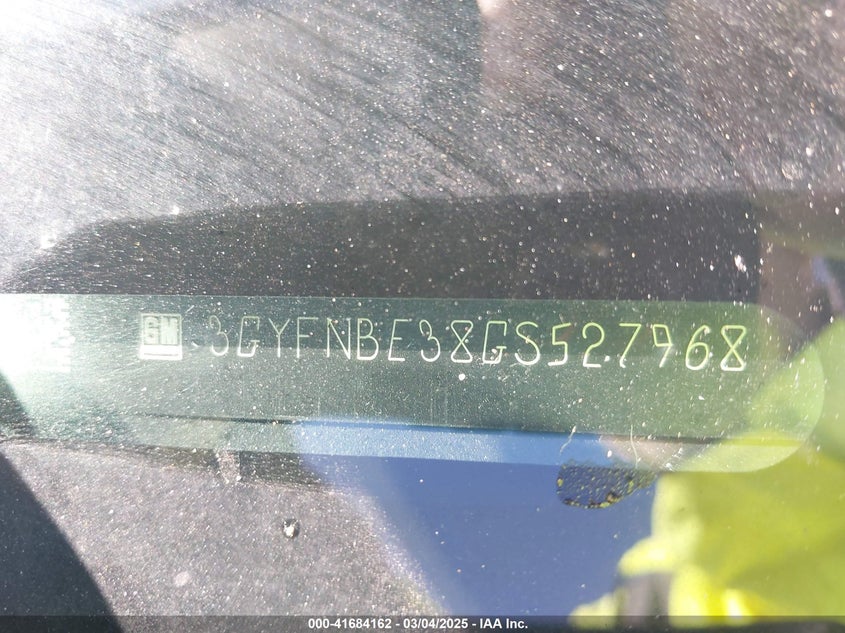 GM 3GYFNBE38GS527968
000-41684162 - 03/04/2025 - IAA Inc.